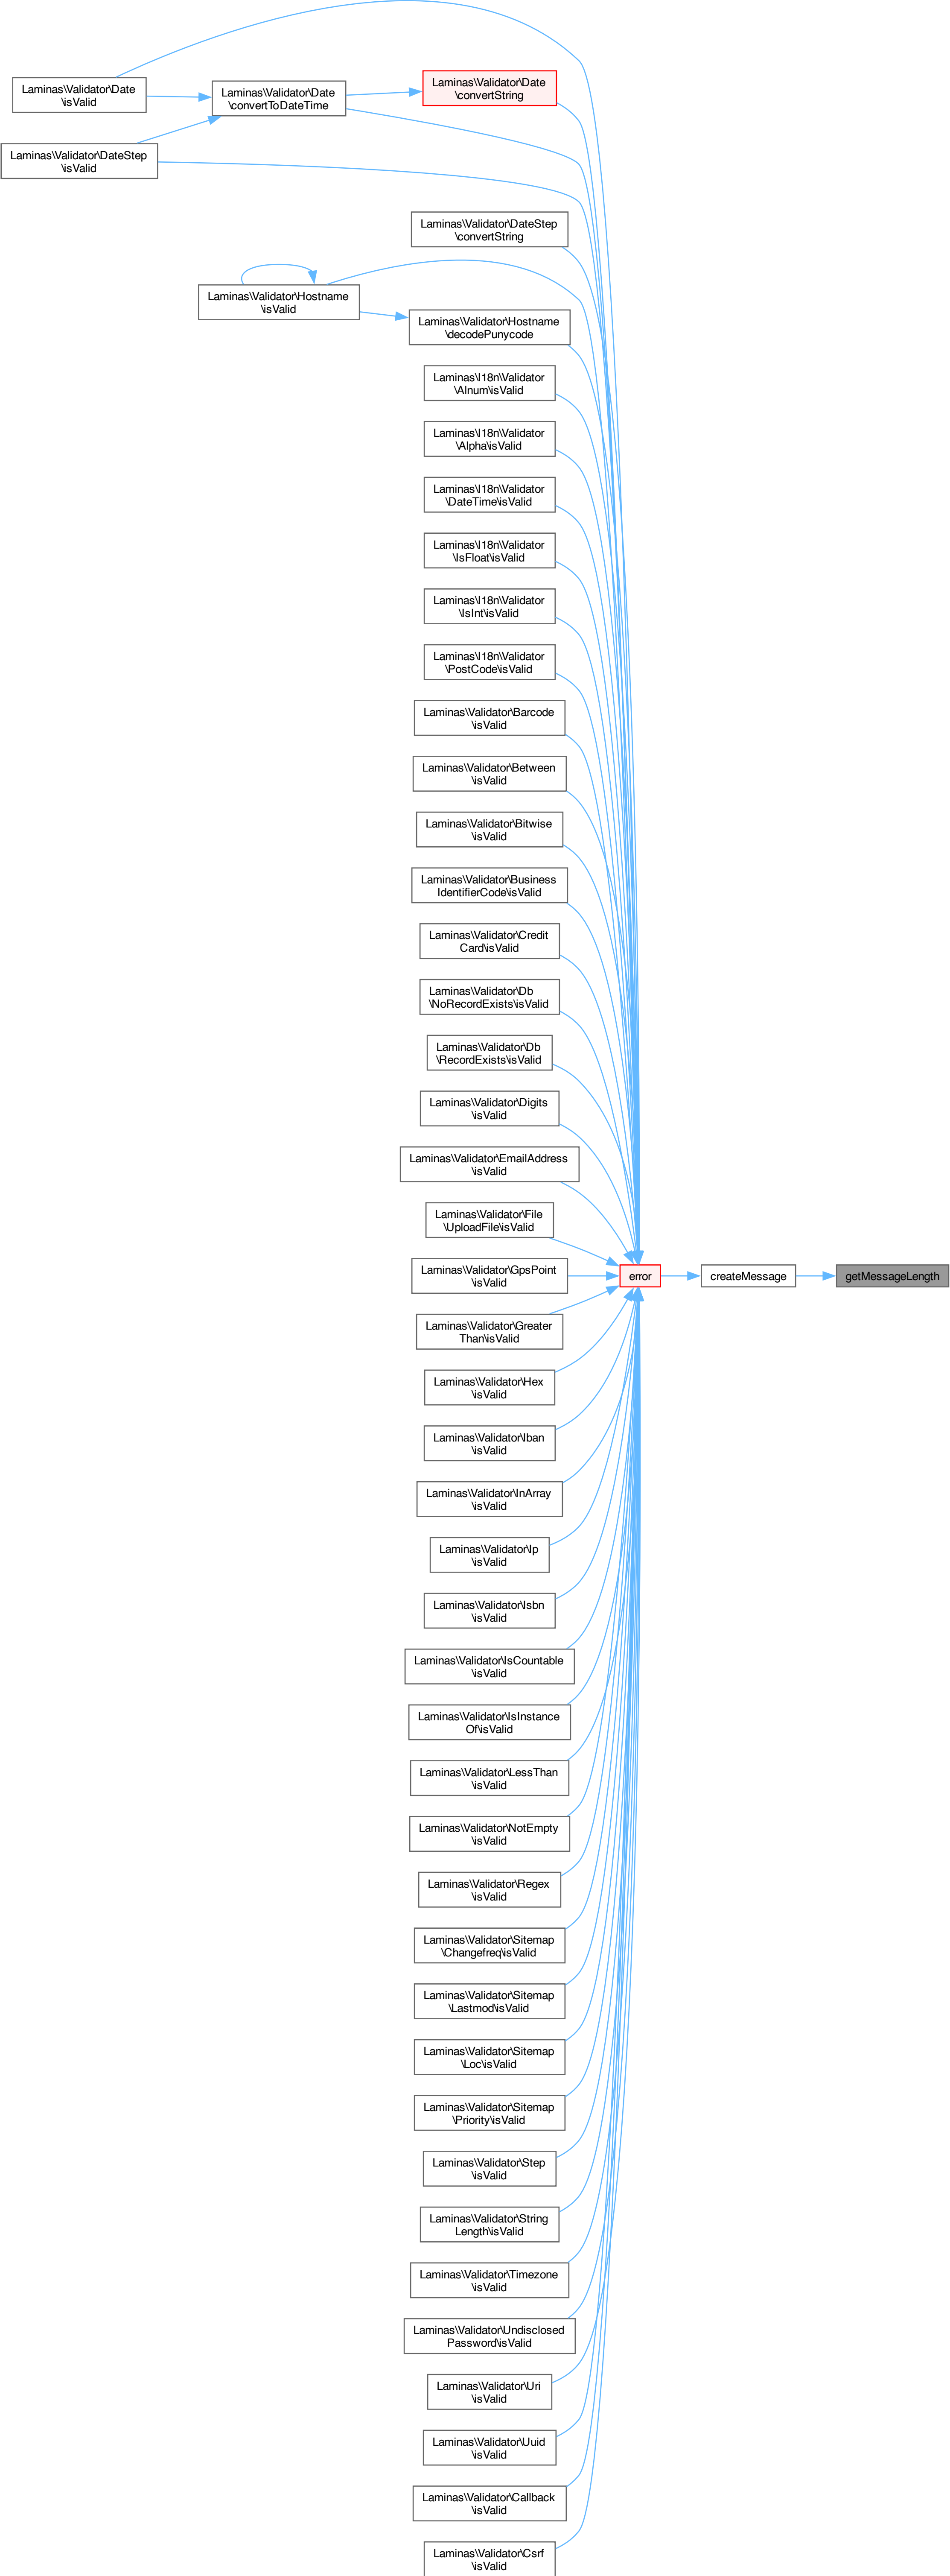 Laminas\Validator\Date
\isValid
Laminas\Validator\Date
\convertToDateTime
Laminas\Validator\Date
\convertString
Laminas\Validator\DateStep
\isValid
Laminas\Validator\DateStep
\convertString
Laminas\Validator\Hostname
\isValid
Laminas\Validator\Hostname
\decodePunycode
Laminas\I18n\Validator
\Alnum\isValid
Laminas\I18n\Validator
\Alpha\isValid
Laminas\I18n\Validator
\DateTime\isValid
Laminas\I18n\Validator
\IsFloat\isValid
Laminas\I18n\Validator
\IsInt\isValid
Laminas\I18n\Validator
\PostCode\isValid
Laminas\Validator\Barcode
\isValid
Laminas\Validator\Between
\isValid
Laminas\Validator\Bitwise
\isValid
Laminas\Validator\Business
IdentifierCode\isValid
Laminas\Validator\Credit
Card\isValid
Laminas\Validator\Db
\NoRecordExists\isValid
Laminas\Validator\Db
\RecordExists\isValid
Laminas\Validator\Digits
\isValid
Laminas\Validator\EmailAddress
\isValid
Laminas\Validator\File
\UploadFile\isValid
Laminas\Validator\GpsPoint
\isValid
error
createMessage
getMessageLength
Laminas\Validator\Greater
Than\isValid
Laminas\Validator\Hex
\isValid
Laminas\Validator\Iban
\isValid
Laminas\Validator\InArray
\isValid
Laminas\Validator\Ip
\isValid
Laminas\Validator\Isbn
\isValid
Laminas\Validator\IsCountable
\isValid
Laminas\Validator\IsInstance
Of\isValid
Laminas\Validator\LessThan
\isValid
Laminas\Validator\NotEmpty
\isValid
Laminas\Validator\Regex
\isValid
Laminas\Validator\Sitemap
\Changefreq\isValid
Laminas\Validator\Sitemap
\Lastmod\isValid
Laminas\Validator\Sitemap
\Loc\isValid
Laminas\Validator\Sitemap
\Priority\isValid
Laminas\Validator\Step
\isValid
Laminas\Validator\String
Length\isValid
Laminas\Validator\Timezone
\isValid
Laminas\Validator\Undisclosed
Password\isValid
Laminas\Validator\Uri
\isValid
Laminas\Validator\Uuid
\isValid
Laminas\Validator\Callback
\isValid
Laminas\Validator\Csrf
\isValid